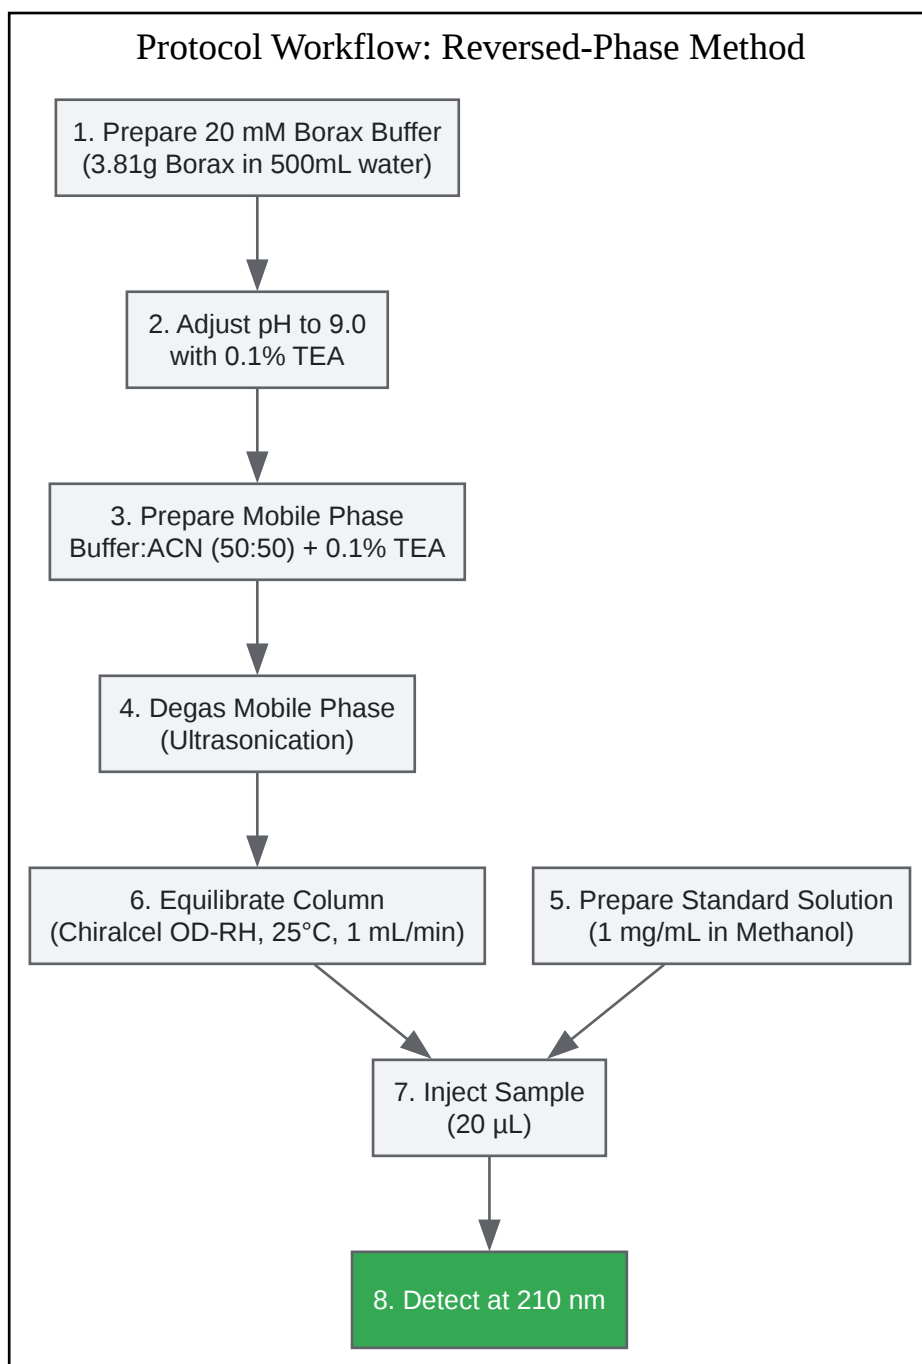 Protocol Workflow: Reversed-Phase Method
1. Prepare 20 mM Borax Buffer
(3.81g Borax in 500mL water)
2. Adjust pH to 9.0
with 0.1% TEA
3. Prepare Mobile Phase
Buffer:ACN (50:50) + 0.1% TEA
4. Degas Mobile Phase
(Ultrasonication)
6. Equilibrate Column
(Chiralcel OD-RH, 25°C, 1 mL/min)
5. Prepare Standard Solution
(1 mg/mL in Methanol)
7. Inject Sample
(20 µL)
8. Detect at 210 nm